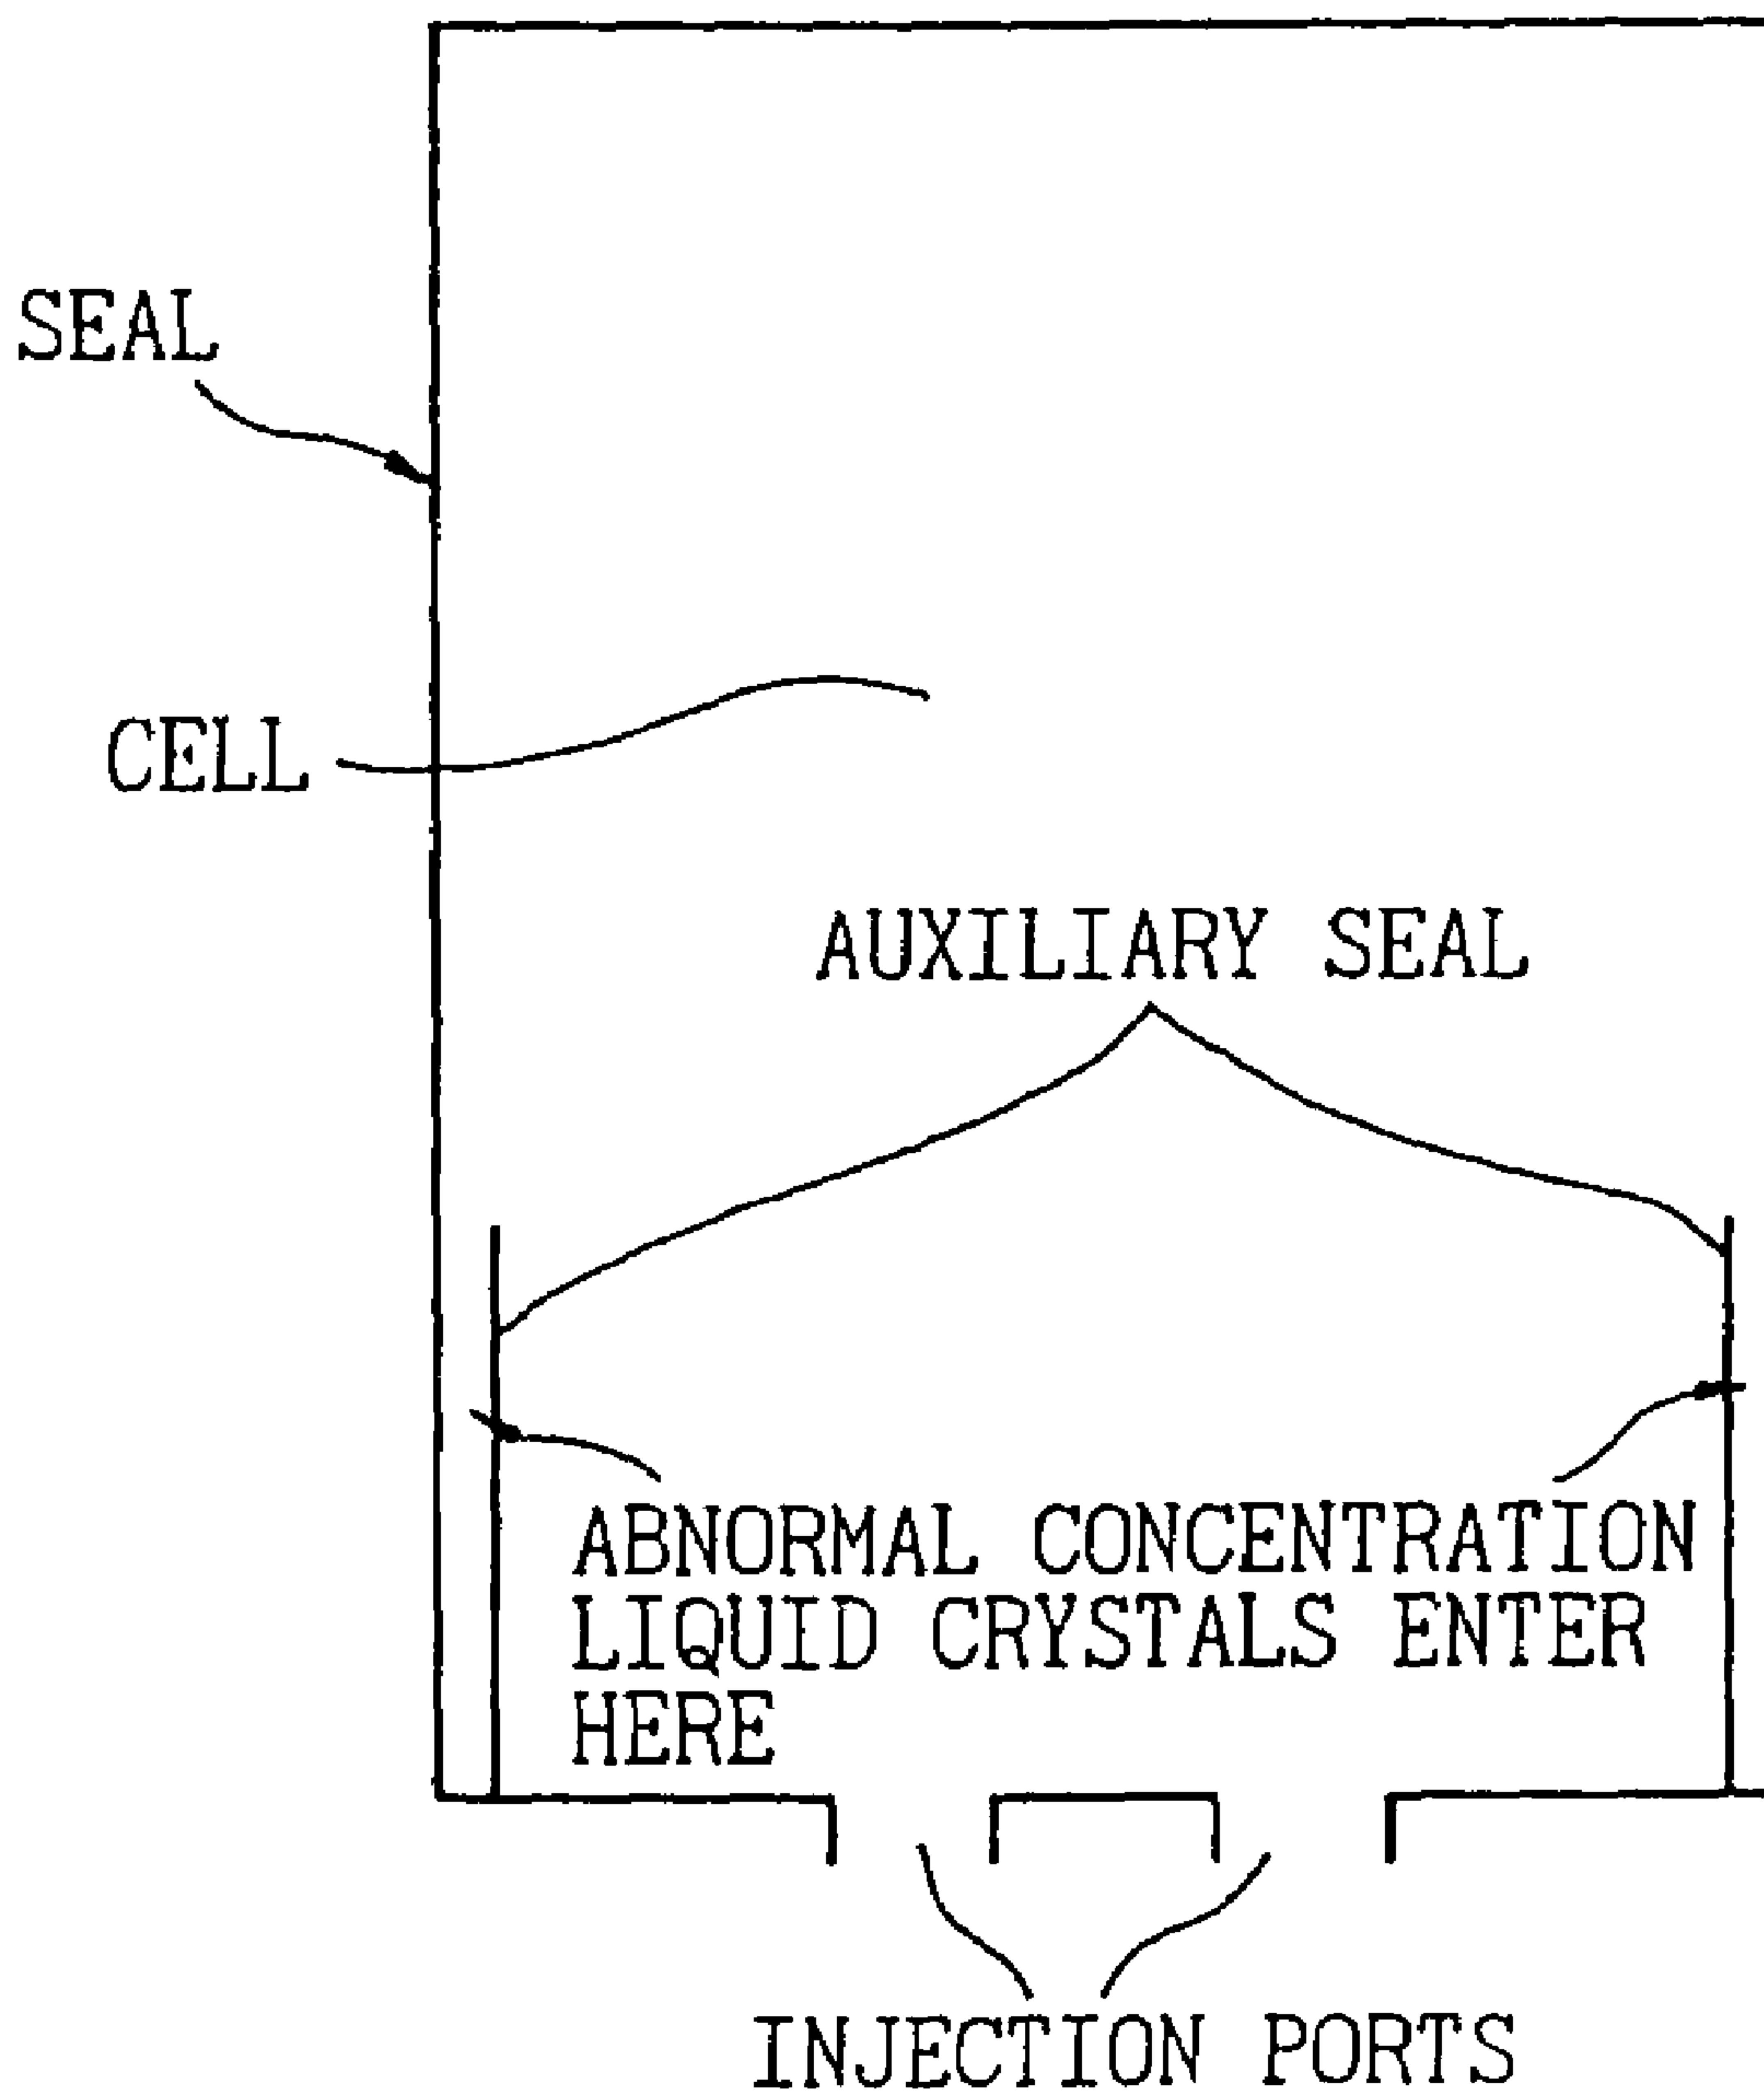 SEAL
CELL
AUXILIARY SEAL
ABNORMAL CONCENTRATION
LIQUID CRYSTALS ENTER
HERE
INJECTION PORTS